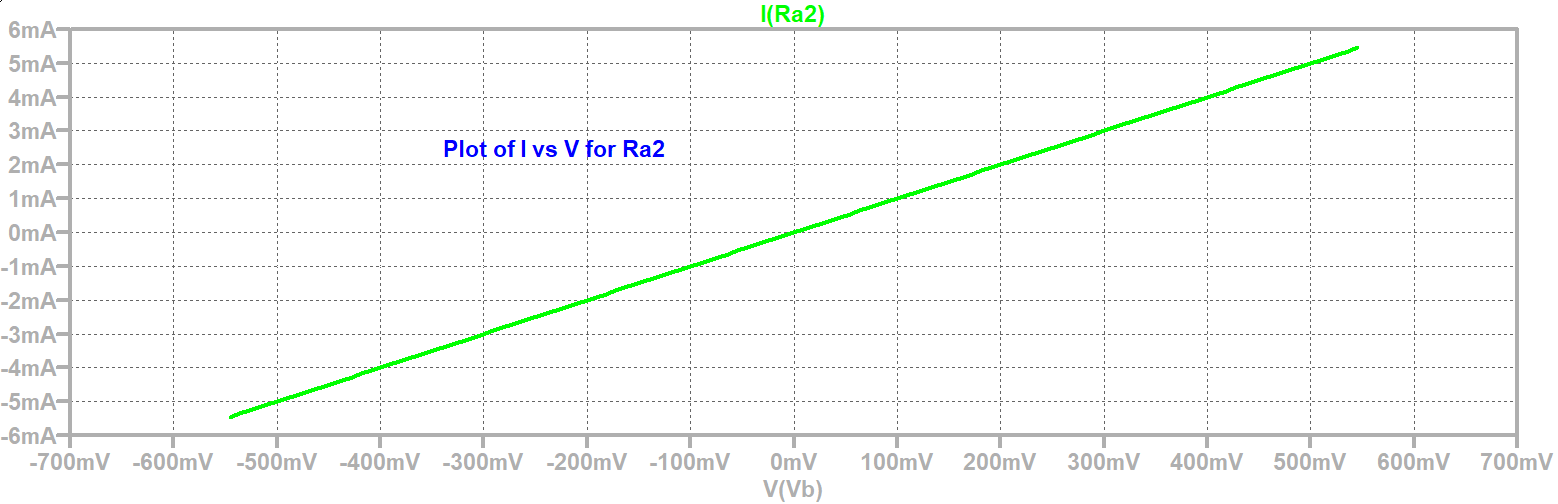 I(Ra2)
6mA
5mA
4mA
3mA
2mA
1mA
0mA
-1mA
-2mA
-3mA
-4mA
-5mA
-6mA
Plot of I vs V for Ra2
-700mV -600mV -500mV -400mV -300mV -200mV -100mV 0mV 100mV 200mV 300mV 400mV 500mV 600mV 700mV
V(Vb)